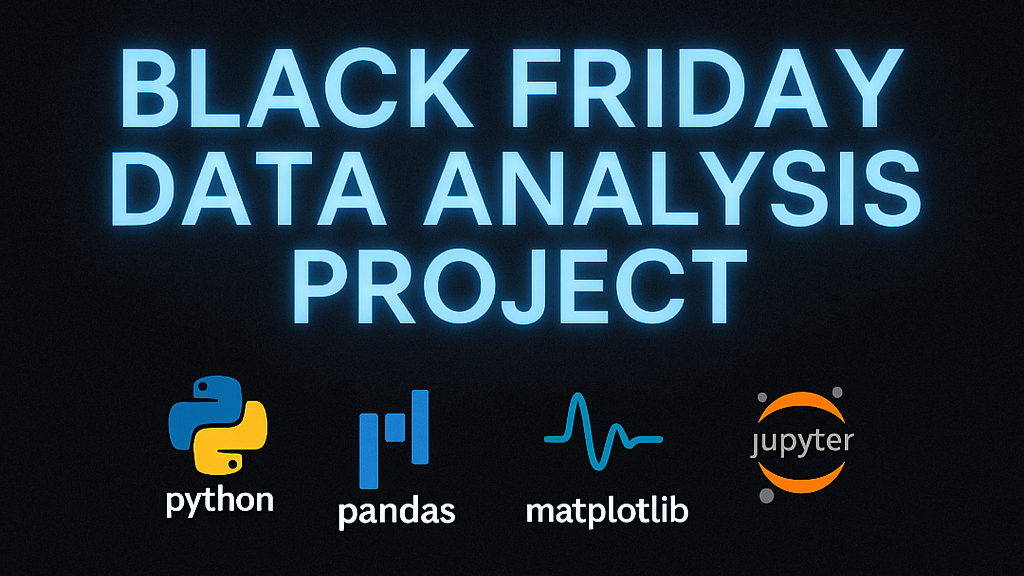 BLACK FRIDAY
DATA ANALYSIS
PROJECT
python
pandas
matplotlib
jupyter